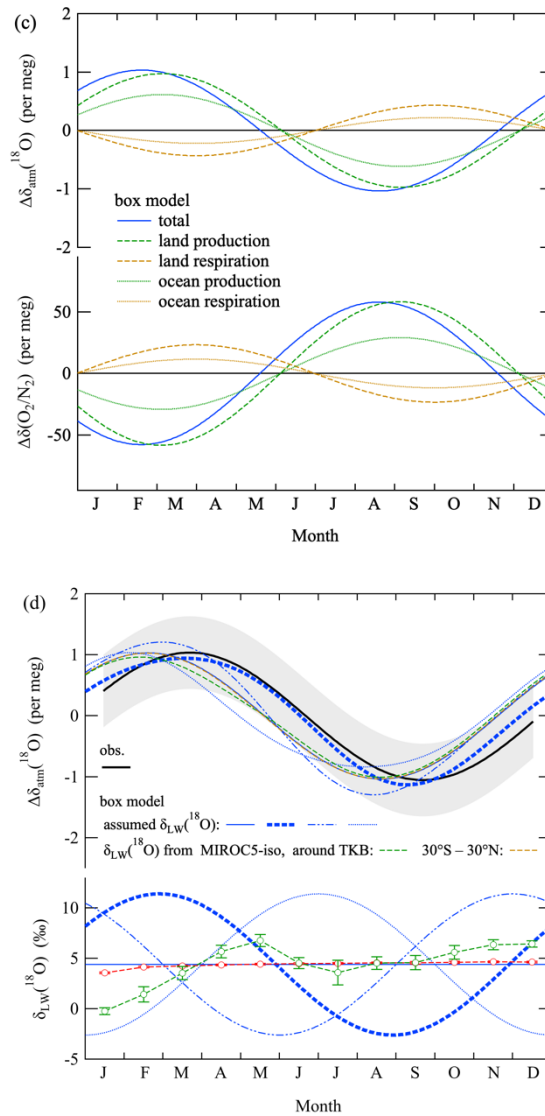 (c)
2
1
0
-1
-2
Δδatm(18O) (per meg)
box model
total
land production
land respiration
ocean production
ocean respiration
50
0
-50
Δδ(O2/N2) (per meg)
J F M A M J J A S O N D
Month
(d)
2
1
0
-1
-2
Δδatm(18O) (per meg)
obs.
box model
assumed δLW(18O):
δLW(18O) from MIROC5-iso, around TKB: 30°S – 30°N:
10
5
0
-5
δLW(18O) (‰)
J F M A M J J A S O N D
Month